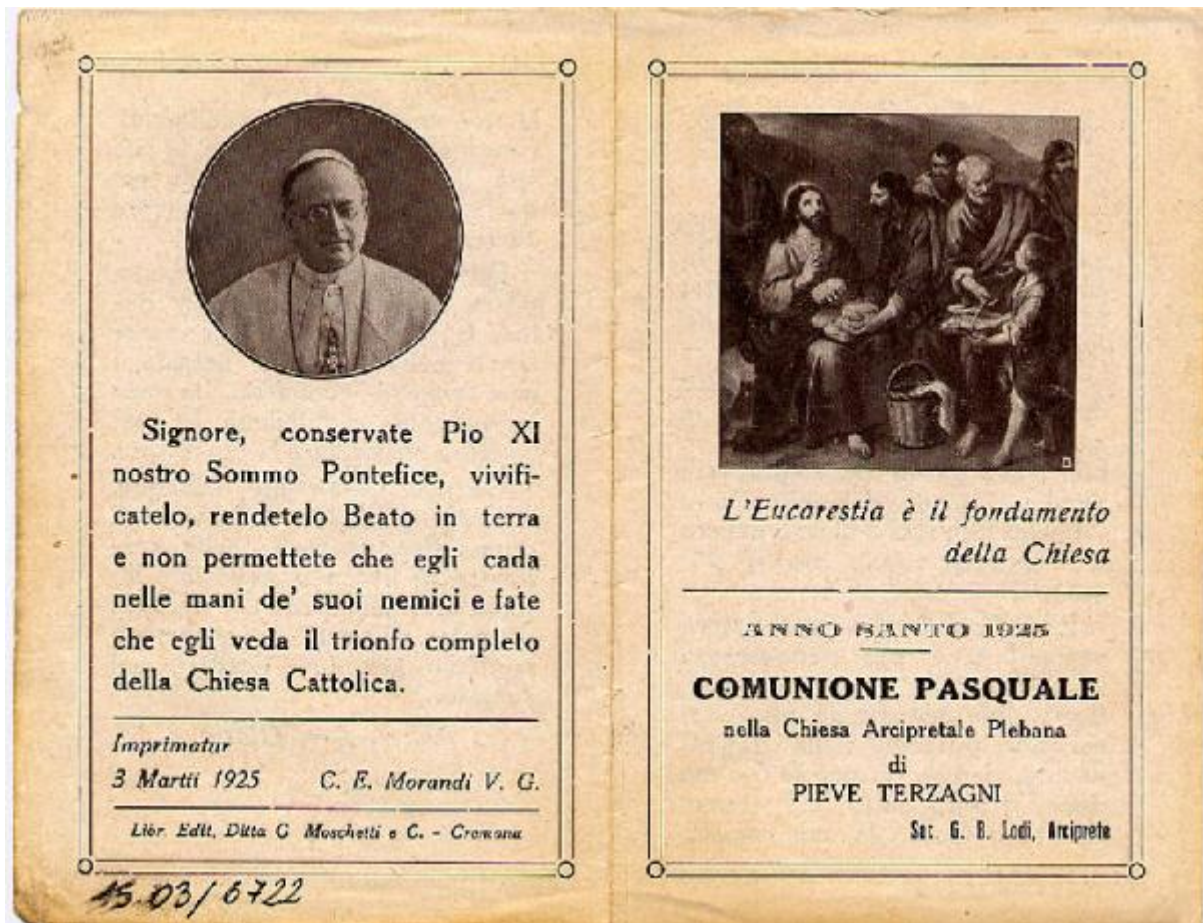 Signore, conservate Pio XI
nostro Sommo Pontefice, vivifi-
catelo, rendetelo Beato in terra
e non permettete che egli cada
nelle mani de' suoi nemici e fate
che egli veda il trionfo completo
della Chiesa Cattolica.
Imprimatur
3 Martii 1925 C. E. Morandi V. G.
Libr. Edit. Ditta G. Moschetti e C. - Cremona
15.03/6722
L'Eucarestia è il fondamento
della Chiesa
ANNO SANTO 1925
COMUNIONE PASQUALE
nella Chiesa Arcipretale Plebana
di
PIEVE TERZAGNI
Sac. G. B. Lodi, Arciprete